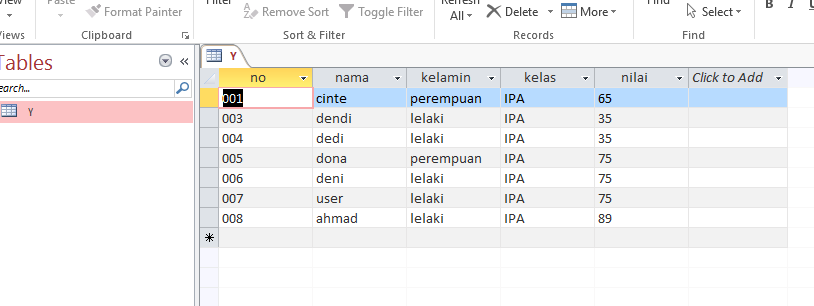 View Paste Format Painter Filter Remove Sort Toggle Filter Refresh All Delete More Find B I U
Views Clipboard Sort & Filter Records Find
Tables Y
earch...
Y
no nama kelamin kelas nilai Click to Add
001 cinte perempuan IPA 65
003 dendi lelaki IPA 35
004 dedi lelaki IPA 35
005 dona perempuan IPA 75
006 deni lelaki IPA 75
007 user lelaki IPA 75
008 ahmad lelaki IPA 89